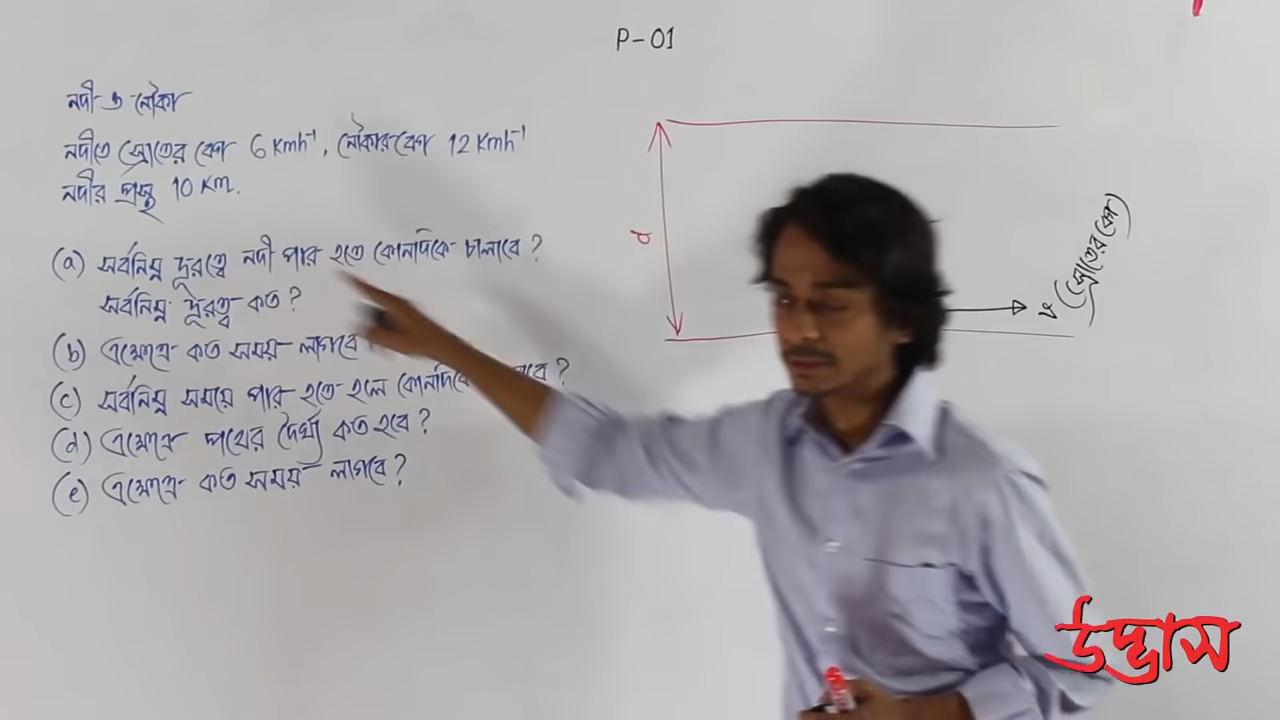 P-01
নদী ও নৌকা
নদীতে স্রোতের বেগ 6 Kmh⁻¹, নৌকার বেগ 12 Kmh⁻¹
নদীর প্রস্থ 10 Km.
(a) সর্বনিম্ন দূরত্বে নদী পার হতে কোনদিকে চালাবে?
সর্বনিম্ন দূরত্ব কত?
(b) এক্ষেত্রে কত সময় লাগবে
(c) সর্বনিম্ন সময়ে পার হতে হলে কোনদিকে ?
(d) এক্ষেত্রে পথের দৈর্ঘ্য কত হবে?
(e) এক্ষেত্রে কত সময় লাগবে?
d
v (স্রোতের বেগ)
উদ্ভাস